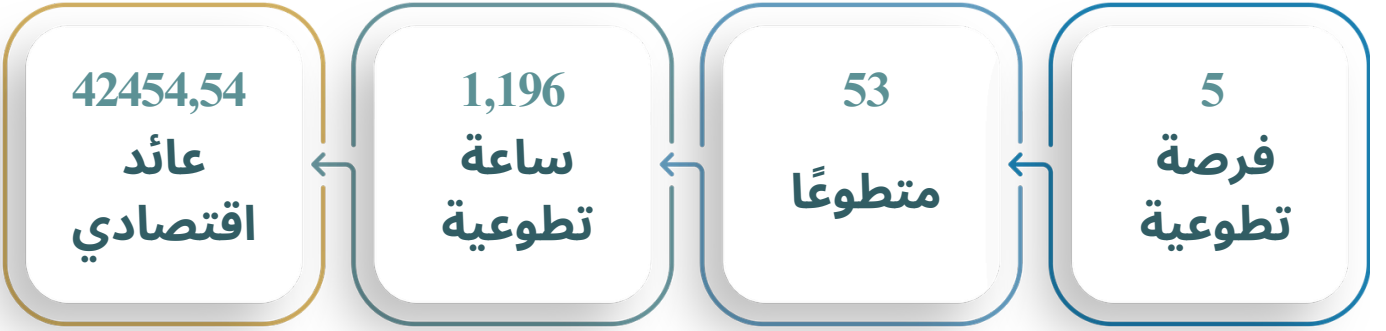 5
فرصة
تطوعية
53
متطوعًا
1,196
ساعة
تطوعية
42454,54
عائد
اقتصادي